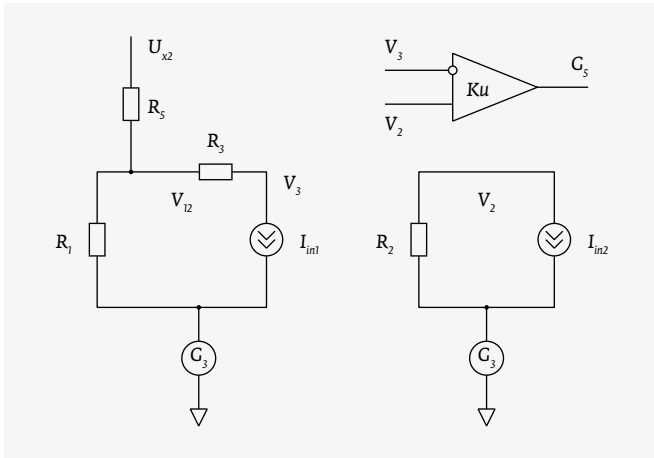 U_x2
V_3
G_5
Ku
R_5
V_2
R_3
V_3
V_12
V_2
R_1
I_in1
R_2
I_in2
G_3
G_3